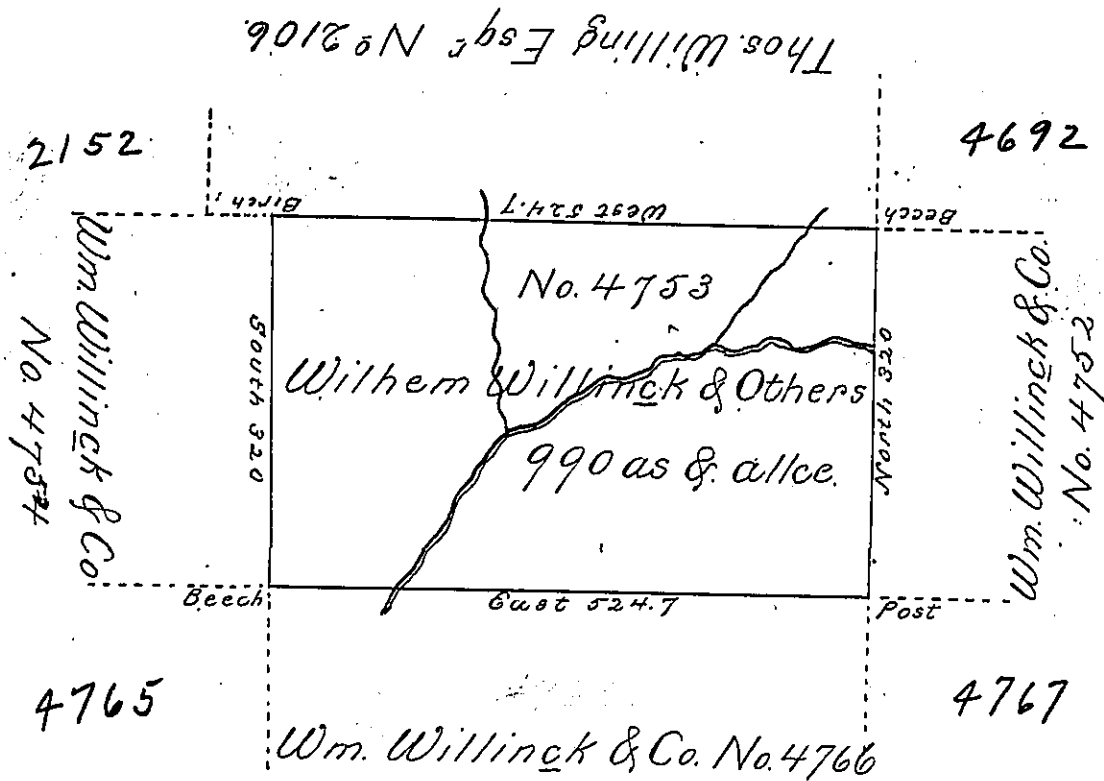 Thos. Willing Esqr No 2106.
2152
4692
Birch
West 524.7
Beech
Wm. Willinck & Co
No. 4754
South 320
No. 4753
Wilhem Willinck & Others
990 as & allce.
North 320
Wm. Willinck & Co.
No. 4752
Beech
East 524.7
Post
4765
4767
Wm. Willinck & Co. No. 4766